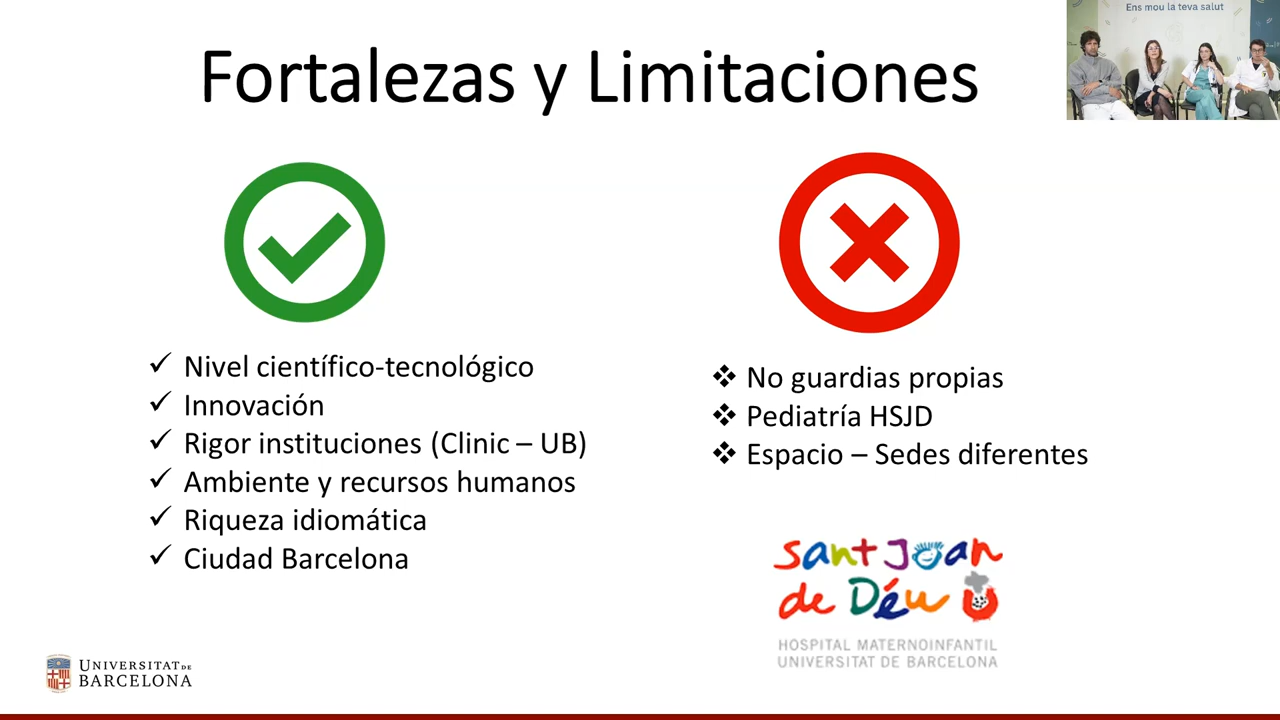 Fortalezas y Limitaciones
Ens mou la teva salut
Nivel científico-tecnológico
Innovación
Rigor instituciones (Clinic – UB)
Ambiente y recursos humanos
Riqueza idiomática
Ciudad Barcelona
No guardias propias
Pediatría HSJD
Espacio – Sedes diferentes
Sant Joan
de Déu
HOSPITAL MATERNOINFANTIL
UNIVERSITAT DE BARCELONA
UNIVERSITAT DE
BARCELONA